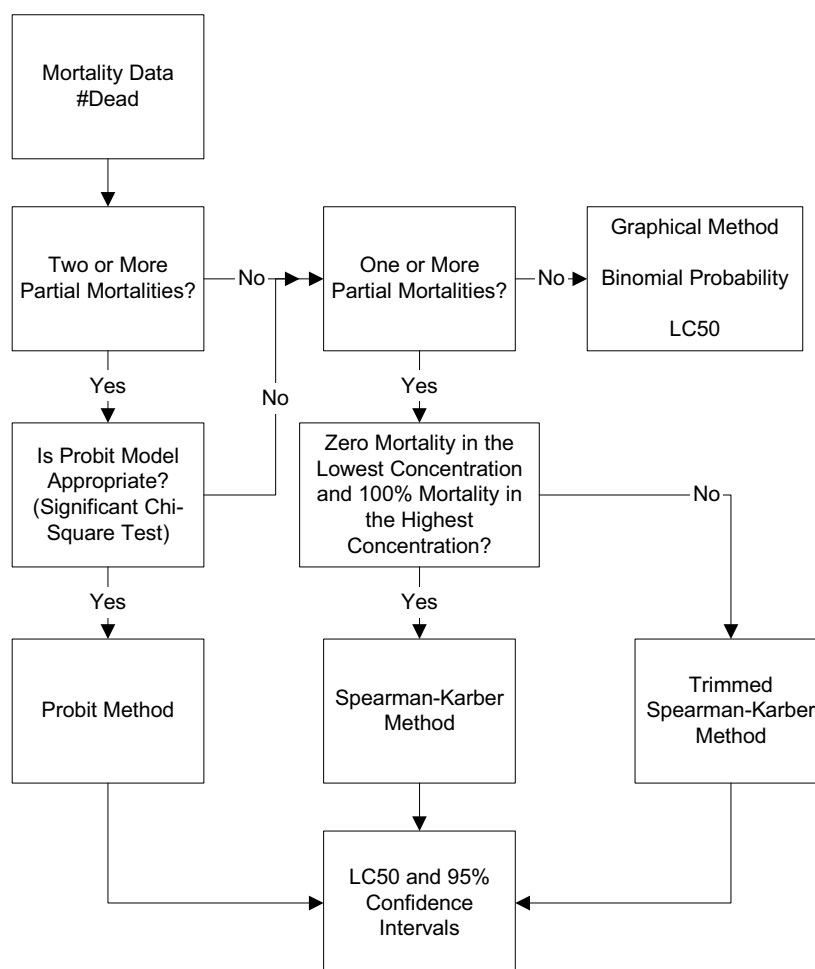 Mortality Data
#Dead
Two or More
Partial Mortalities?
No
One or More
Partial Mortalities?
No
Graphical Method
Binomial Probability
LC50
Yes
No
Yes
Is Probit Model
Appropriate?
(Significant Chi-
Square Test)
Zero Mortality in the
Lowest Concentration
and 100% Mortality in
the Highest
Concentration?
No
Yes
Yes
Probit Method
Spearman-Karber
Method
Trimmed
Spearman-Karber
Method
LC50 and 95%
Confidence
Intervals